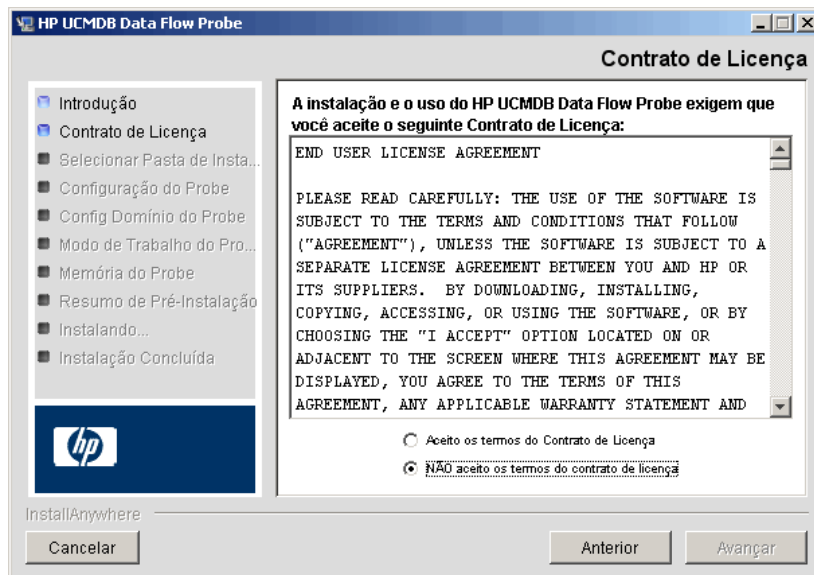 HP UCMDB Data Flow Probe
Contrato de Licença
Introdução
Contrato de Licença
Selecionar Pasta de Insta...
Configuração do Probe
Config Domínio do Probe
Modo de Trabalho do Pro...
Memória do Probe
Resumo de Pré-Instalação
Instalando...
Instalação Concluída
hp
A instalação e o uso do HP UCMDB Data Flow Probe exigem que
você aceite o seguinte Contrato de Licença:
END USER LICENSE AGREEMENT
PLEASE READ CAREFULLY: THE USE OF THE SOFTWARE IS
SUBJECT TO THE TERMS AND CONDITIONS THAT FOLLOW
("AGREEMENT"), UNLESS THE SOFTWARE IS SUBJECT TO A
SEPARATE LICENSE AGREEMENT BETWEEN YOU AND HP OR
ITS SUPPLIERS.  BY DOWNLOADING, INSTALLING,
COPYING, ACCESSING, OR USING THE SOFTWARE, OR BY
CHOOSING THE "I ACCEPT" OPTION LOCATED ON OR
ADJACENT TO THE SCREEN WHERE THIS AGREEMENT MAY BE
DISPLAYED, YOU AGREE TO THE TERMS OF THIS
AGREEMENT, ANY APPLICABLE WARRANTY STATEMENT AND
Aceito os termos do Contrato de Licença
NÃO aceito os termos do contrato de licença
InstallAnywhere
Cancelar
Anterior
Avançar